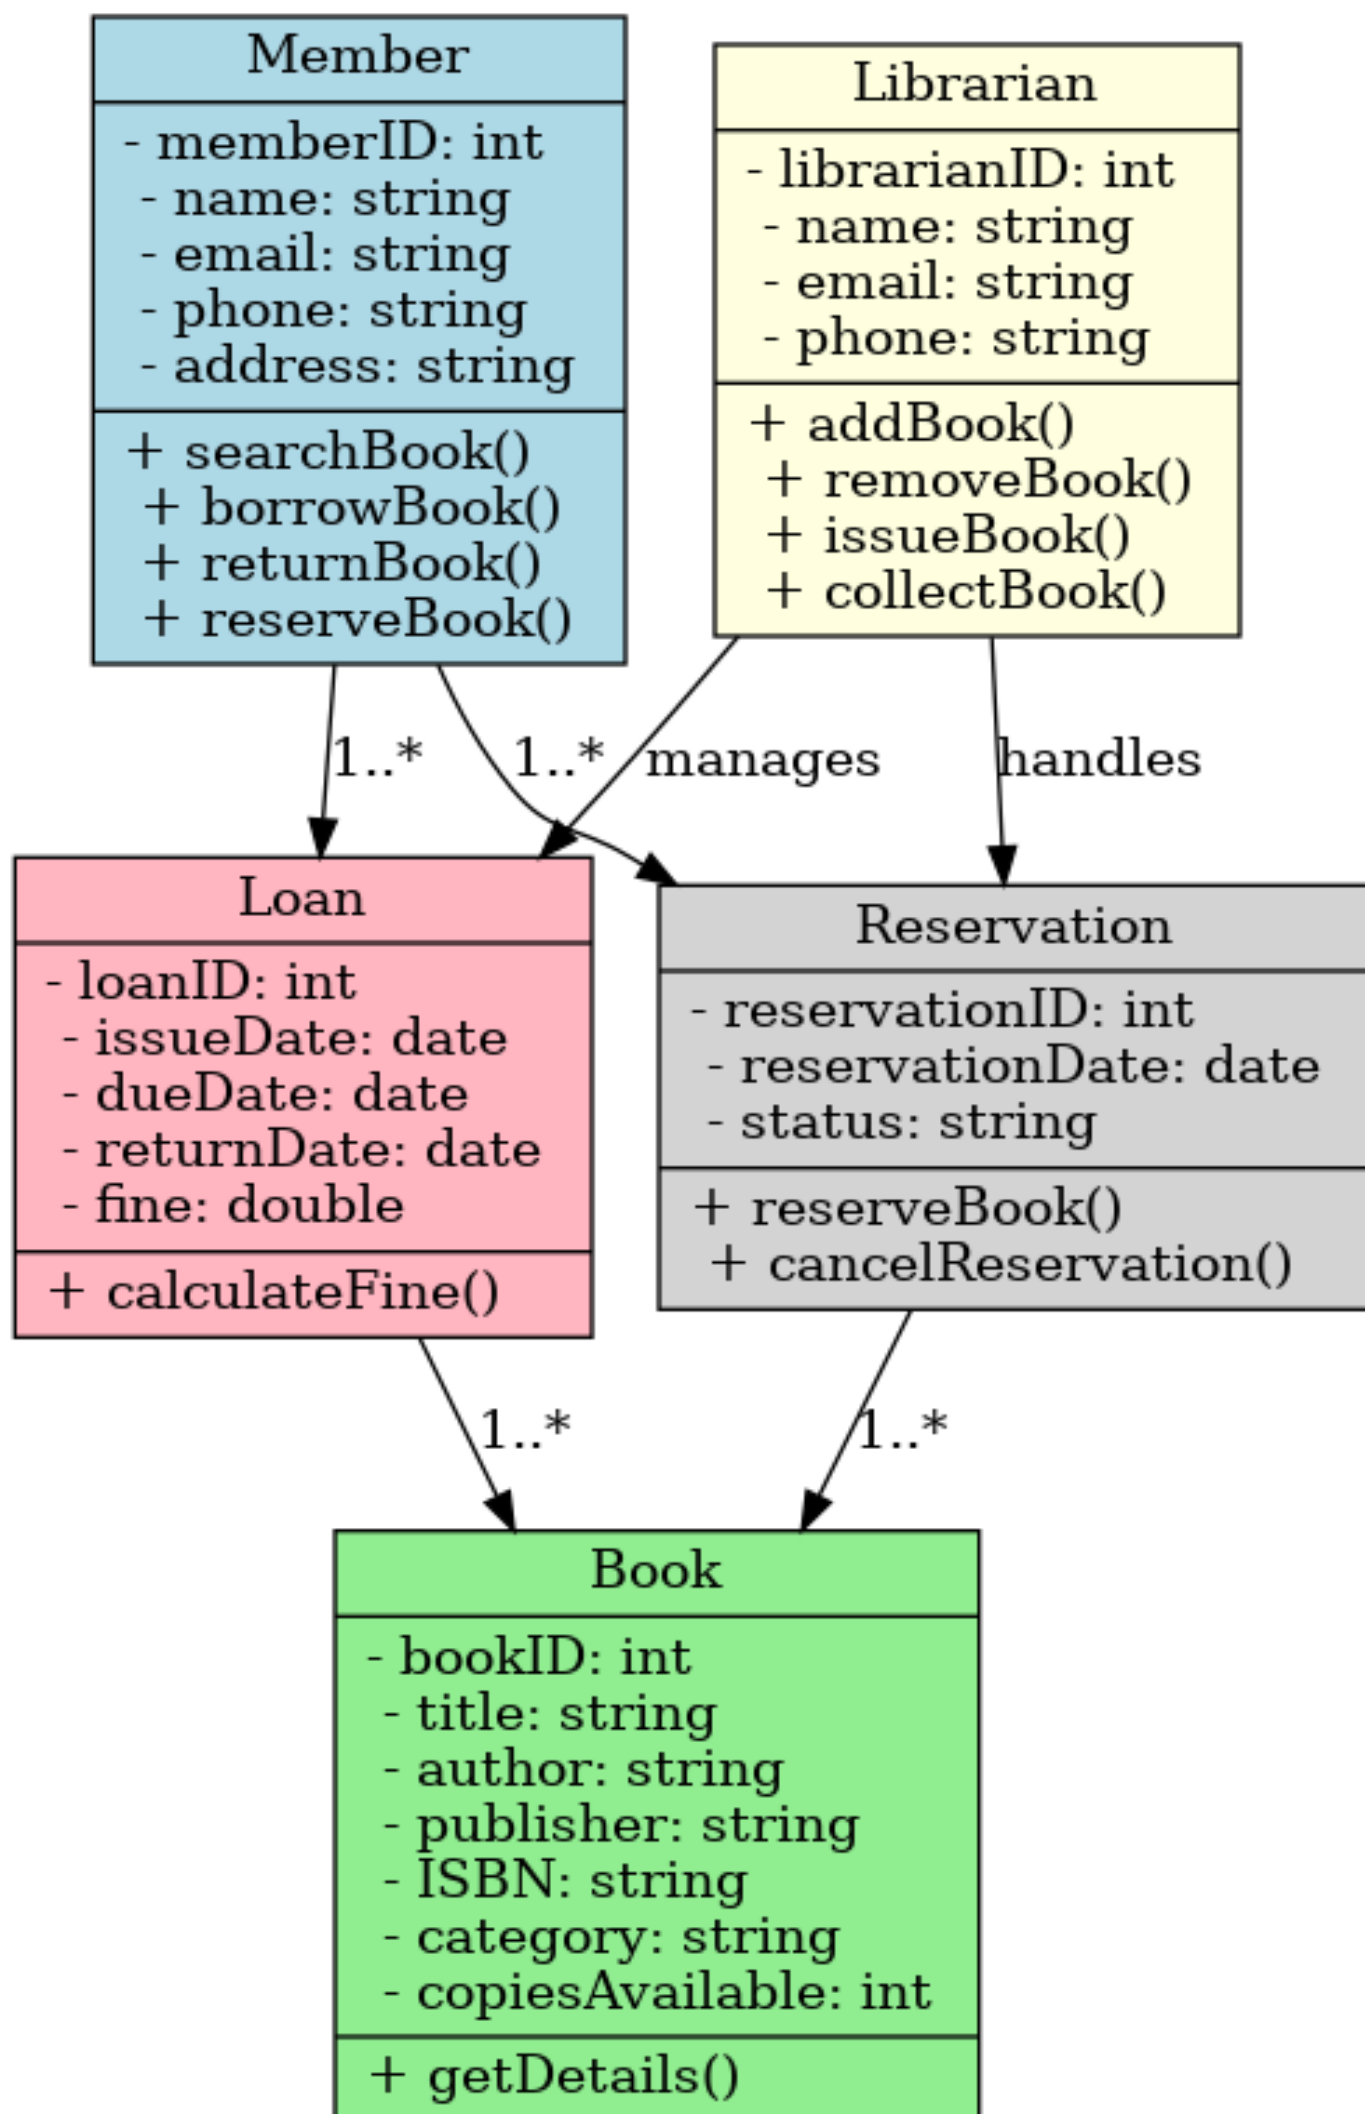 Member
- memberID: int
- name: string
- email: string
- phone: string
- address: string
+ searchBook()
+ borrowBook()
+ returnBook()
+ reserveBook()
Librarian
- librarianID: int
- name: string
- email: string
- phone: string
+ addBook()
+ removeBook()
+ issueBook()
+ collectBook()
1..*
1..*
manages
handles
Loan
- loanID: int
- issueDate: date
- dueDate: date
- returnDate: date
- fine: double
+ calculateFine()
Reservation
- reservationID: int
- reservationDate: date
- status: string
+ reserveBook()
+ cancelReservation()
1..*
1..*
Book
- bookID: int
- title: string
- author: string
- publisher: string
- ISBN: string
- category: string
- copiesAvailable: int
+ getDetails()